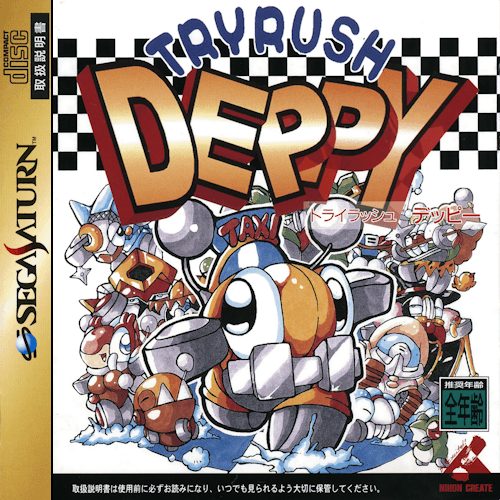 COMPACT
disc
取扱説明書
SEGA SATURN™
TRYRUSH
DEPPY
トライラッシュ デッピー
TAXI
推奨年齢
全年齢
NIHON CREATE
取扱説明書は使用前に必ずお読みになり、いつでも見られるよう大切に保管してください。